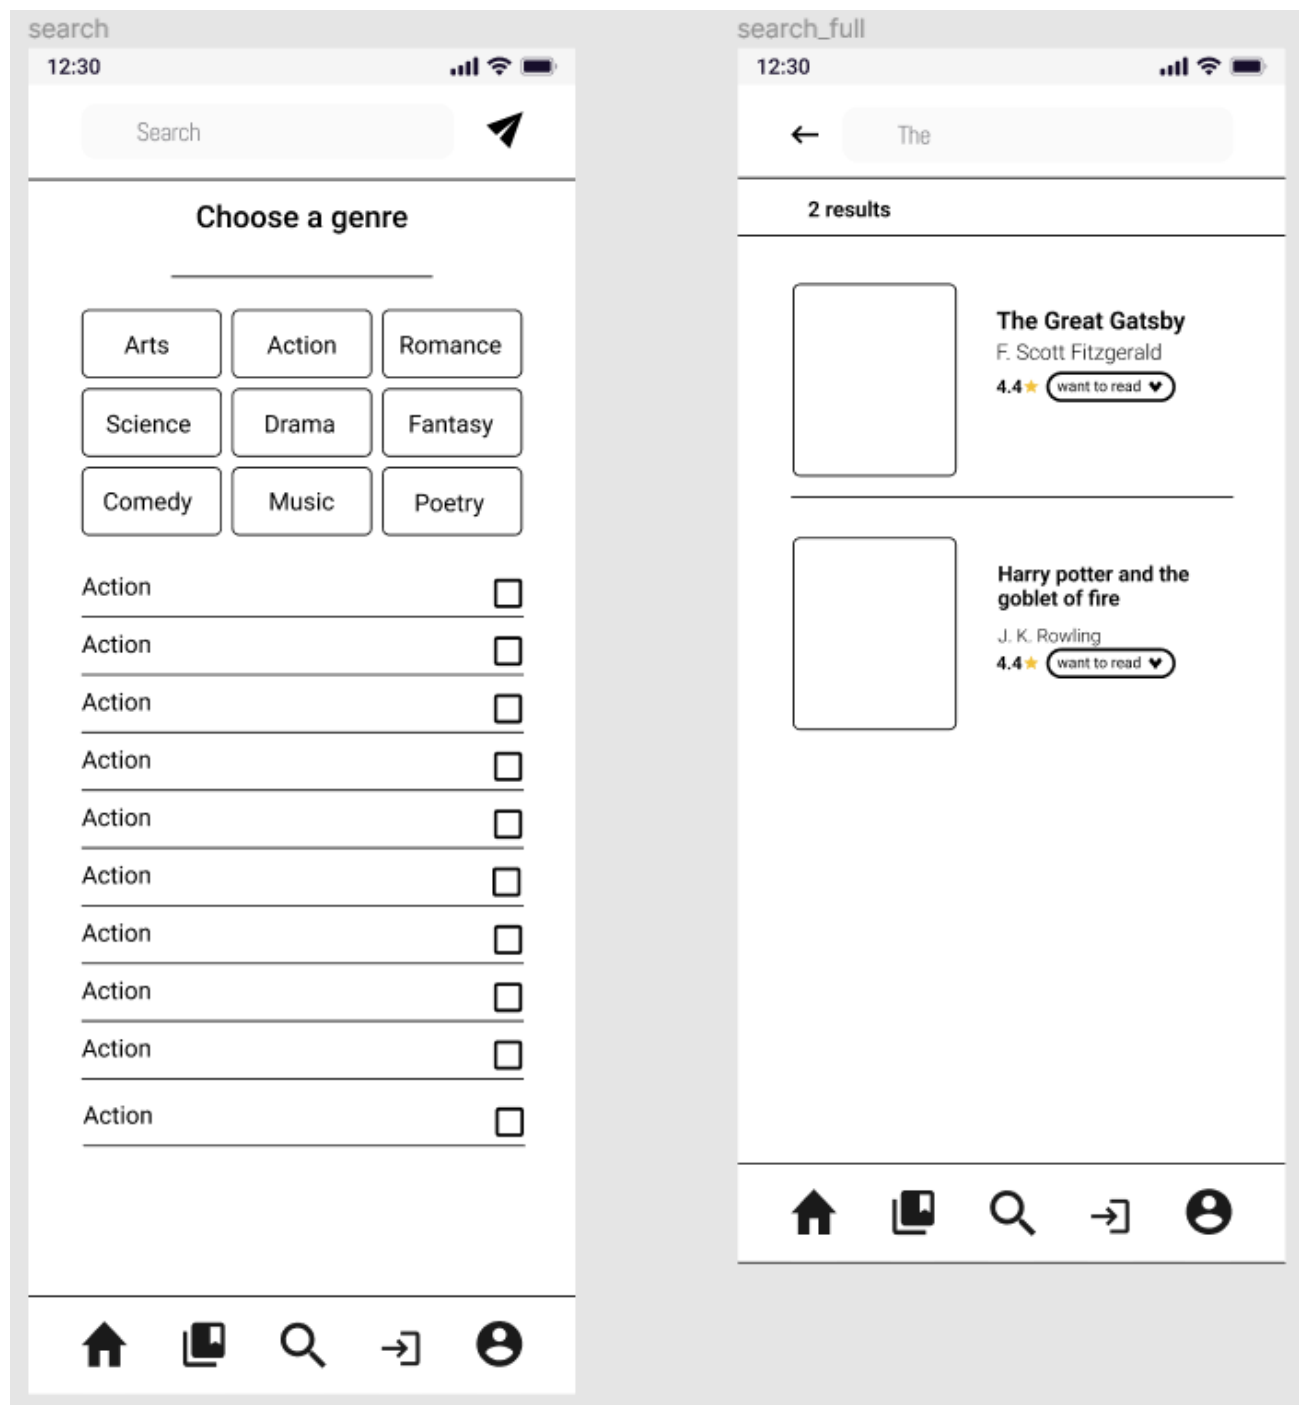 search
12:30
Search
Choose a genre
Arts Action Romance
Science Drama Fantasy
Comedy Music Poetry
Action
Action
Action
Action
Action
Action
Action
Action
Action
Action
search_full
12:30
The
2 results
The Great Gatsby
F. Scott Fitzgerald
4.4 want to read
Harry potter and the
goblet of fire
J. K. Rowling
4.4 want to read